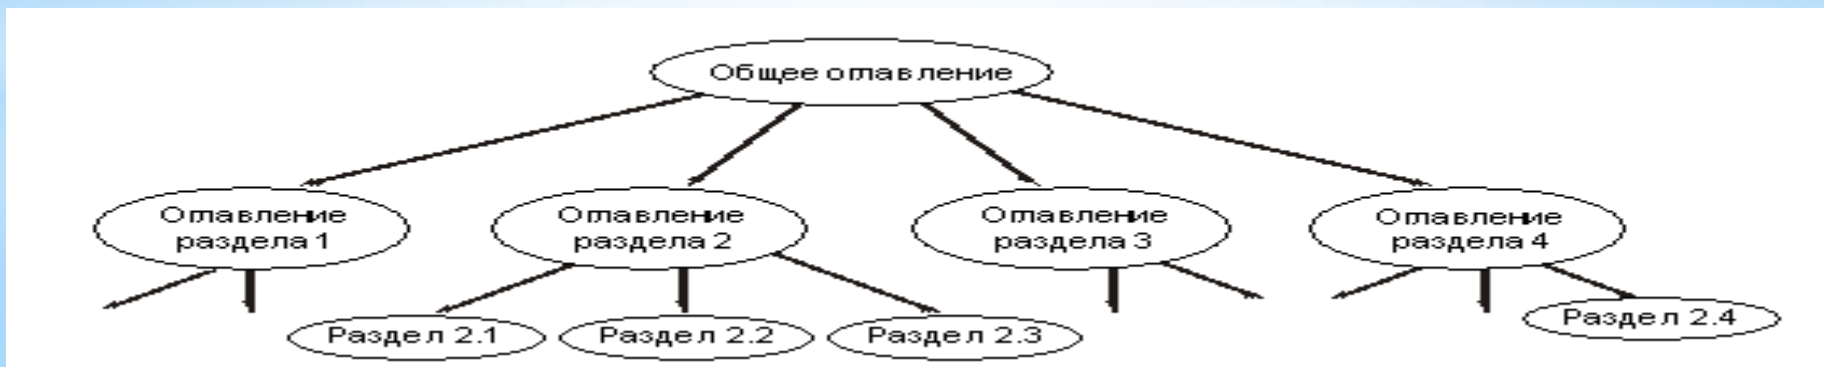 Общее оглавление
Оглавление
раздела 1
Оглавление
раздела 2
Оглавление
раздела 3
Оглавление
раздела 4
Раздел 2.1
Раздел 2.2
Раздел 2.3
Раздел 2.4